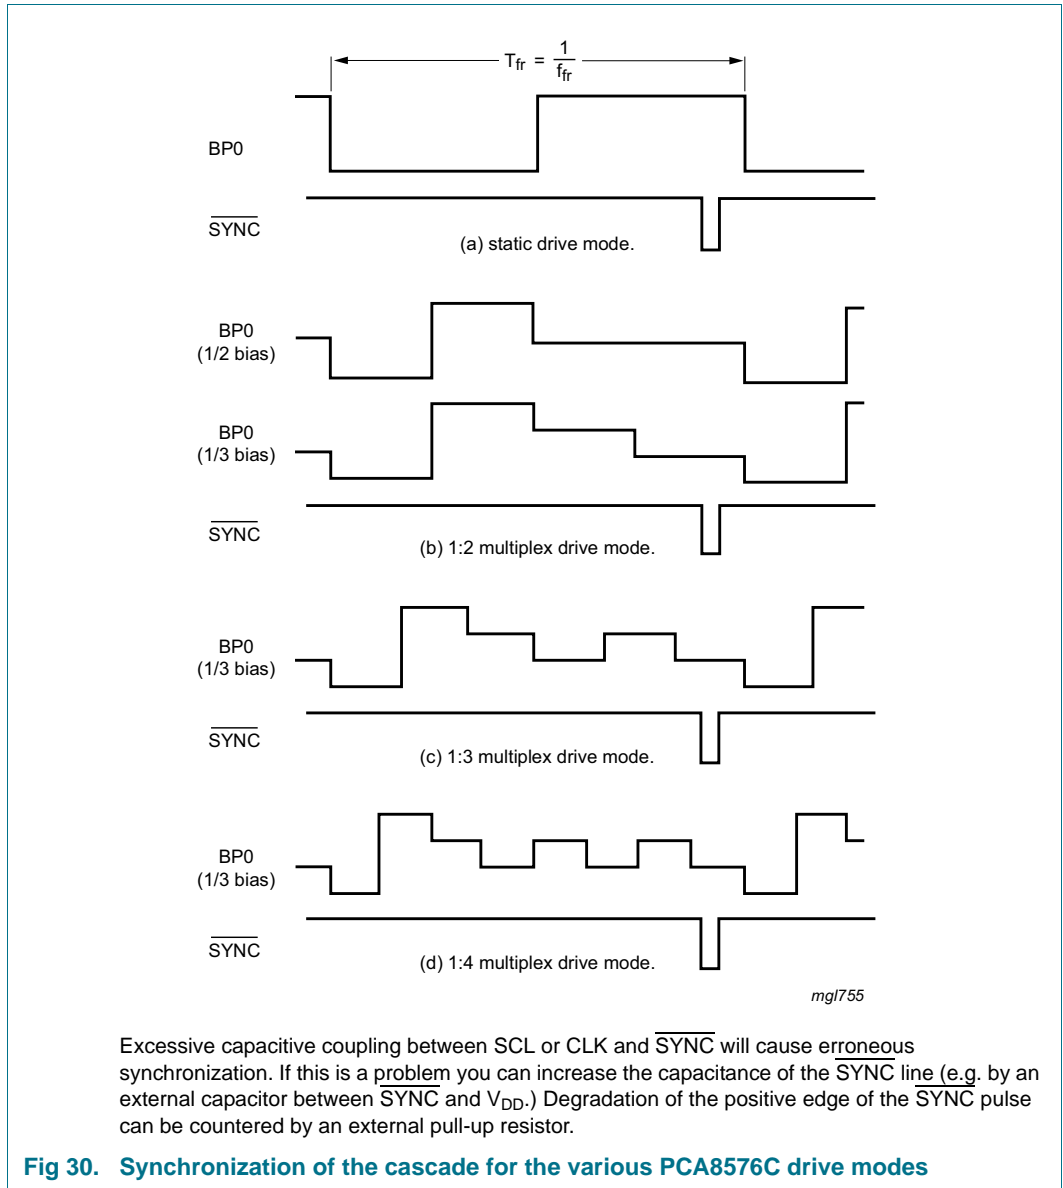 T_fr = 1/f_fr
BP0
SYNC
(a) static drive mode.
BP0
(1/2 bias)
BP0
(1/3 bias)
SYNC
(b) 1:2 multiplex drive mode.
BP0
(1/3 bias)
SYNC
(c) 1:3 multiplex drive mode.
BP0
(1/3 bias)
SYNC
(d) 1:4 multiplex drive mode.
mgl755
Excessive capacitive coupling between SCL or CLK and SYNC will cause erroneous
synchronization. If this is a problem you can increase the capacitance of the SYNC line (e.g. by an
external capacitor between SYNC and VDD.) Degradation of the positive edge of the SYNC pulse
can be countered by an external pull-up resistor.
Fig 30. Synchronization of the cascade for the various PCA8576C drive modes